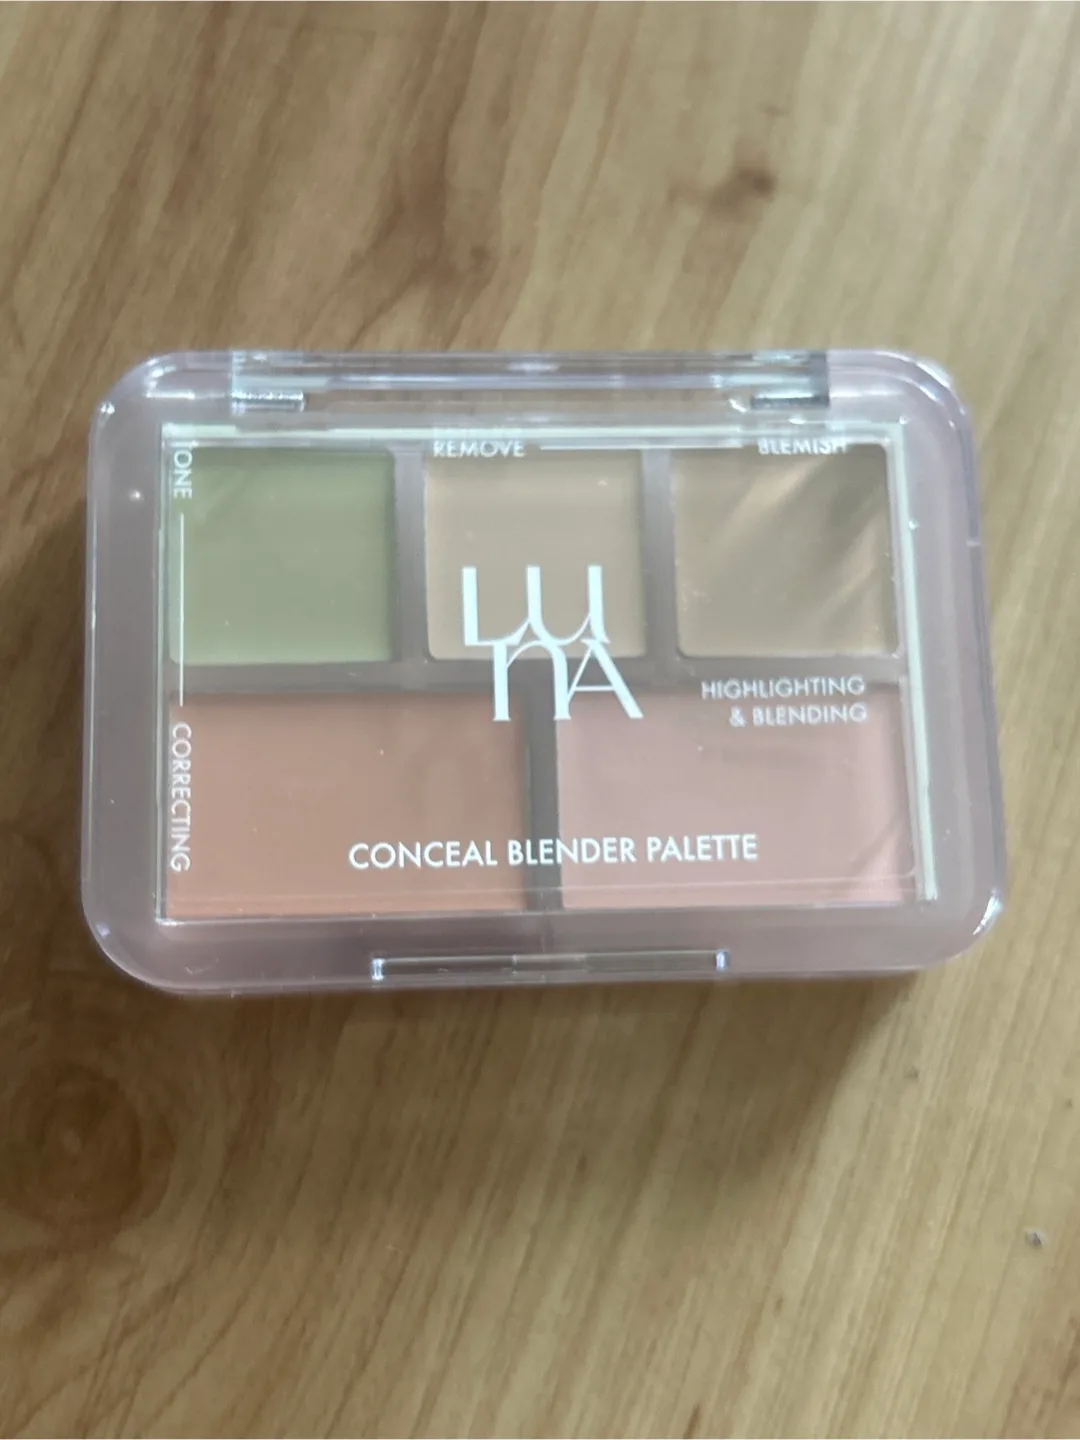 REMOVE
BLEMISH
TONE
CORRECTING
LUNA
HIGHLIGHTING
& BLENDING
CONCEAL BLENDER PALETTE